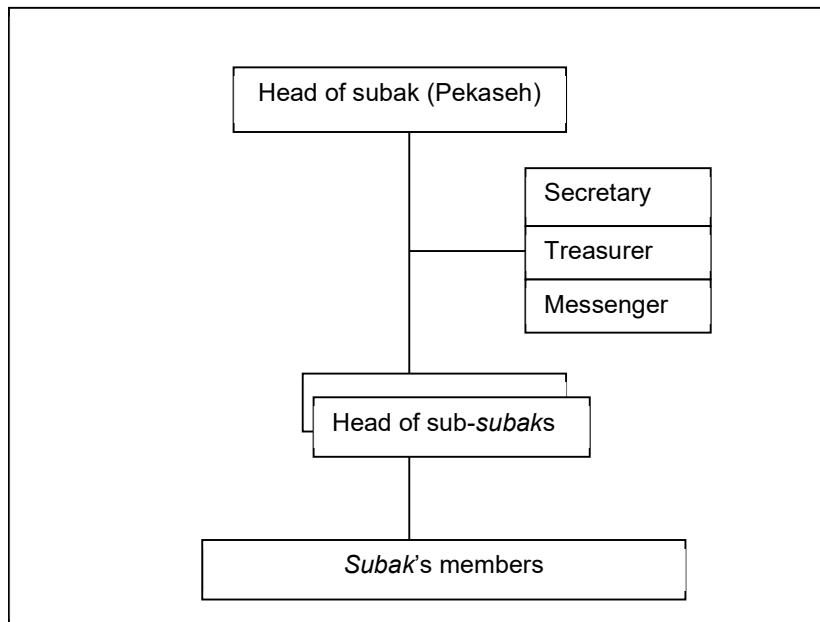 Head of subak (Pekaseh)
Secretary
Treasurer
Messenger
Head of sub-subaks
Subak's members